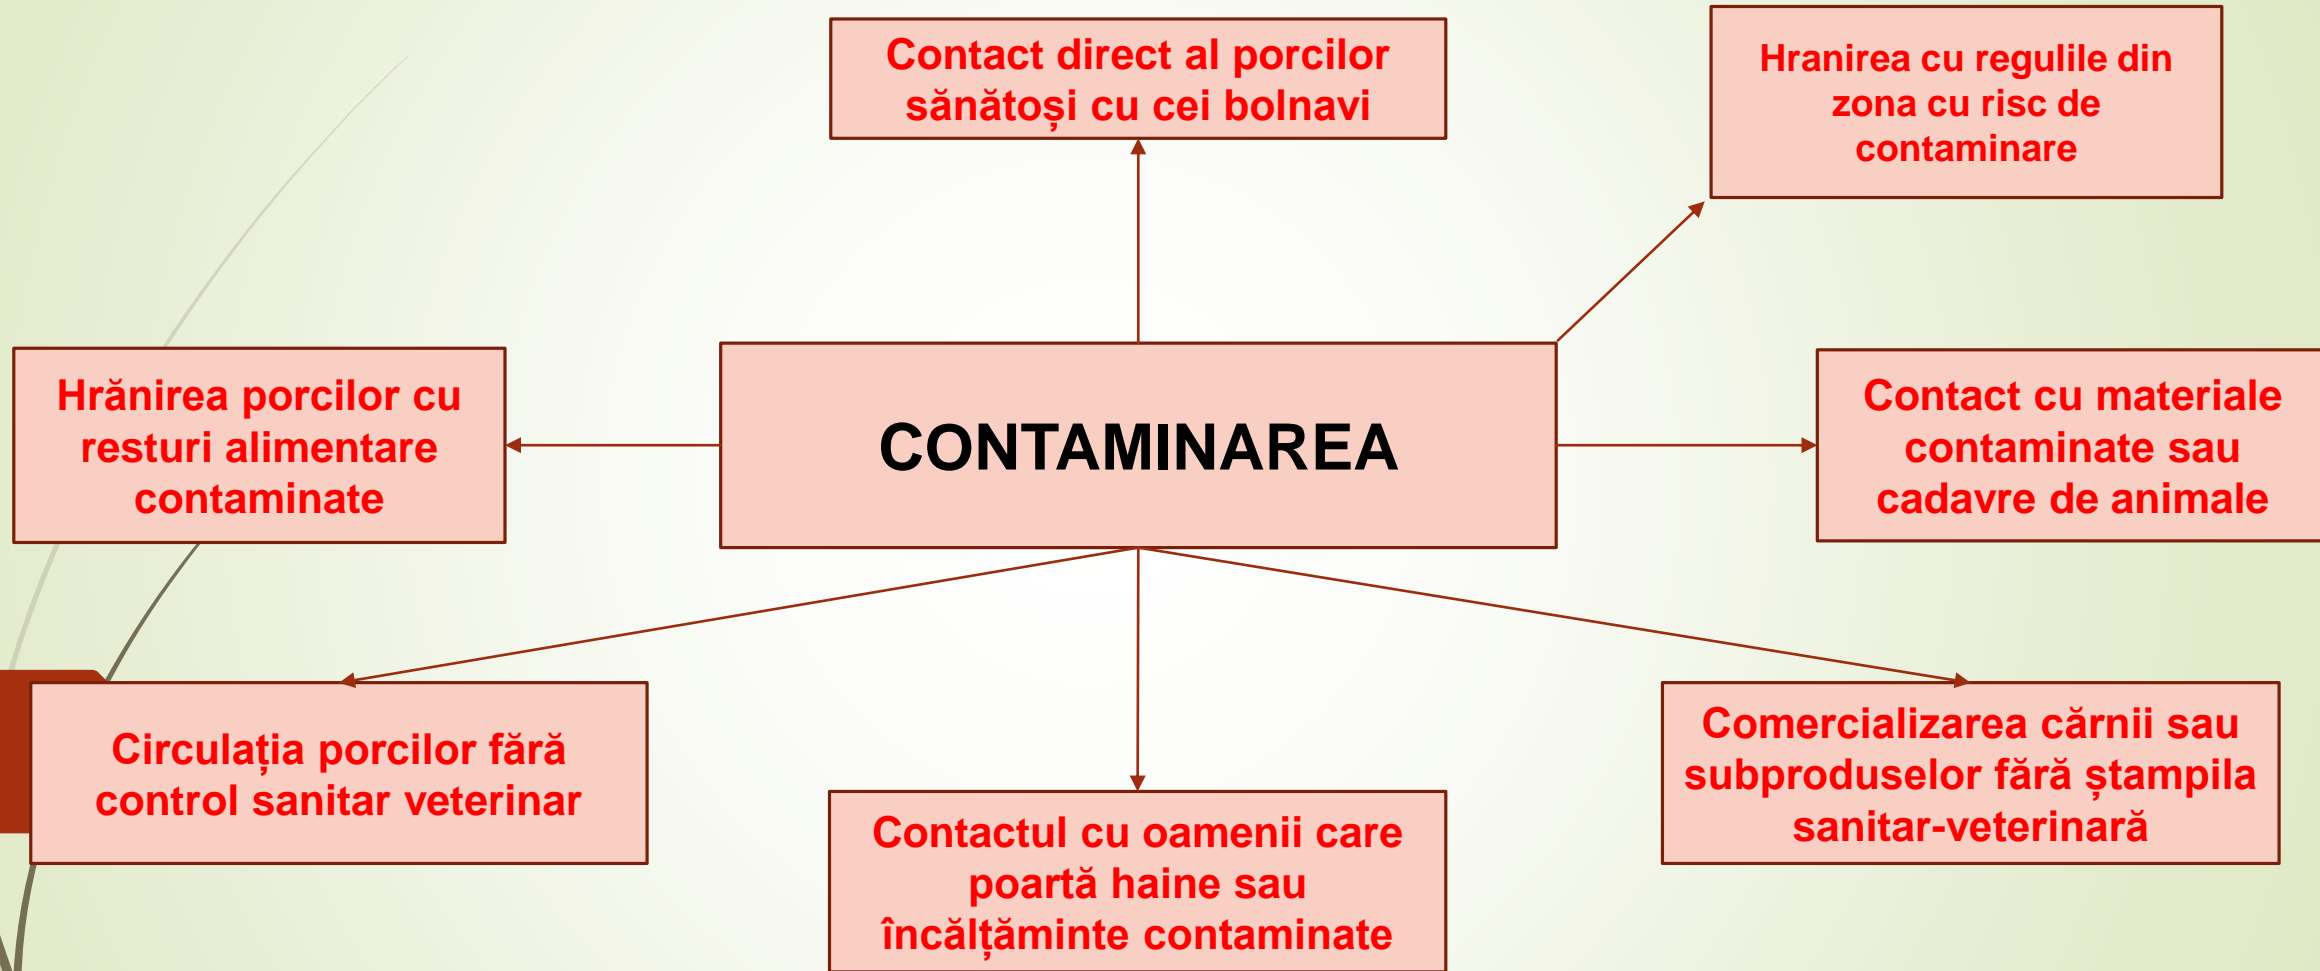 Contact direct al porcilor
sănătoși cu cei bolnavi
Hranirea cu regulile din
zona cu risc de
contaminare
Hrănirea porcilor cu
resturi alimentare
contaminate
CONTAMINAREA
Contact cu materiale
contaminate sau
cadavre de animale
Circulația porcilor fără
control sanitar veterinar
Contactul cu oamenii care
poartă haine sau
încălțăminte contaminate
Comercializarea cărnii sau
subproduselor fără ștampila
sanitar-veterinară